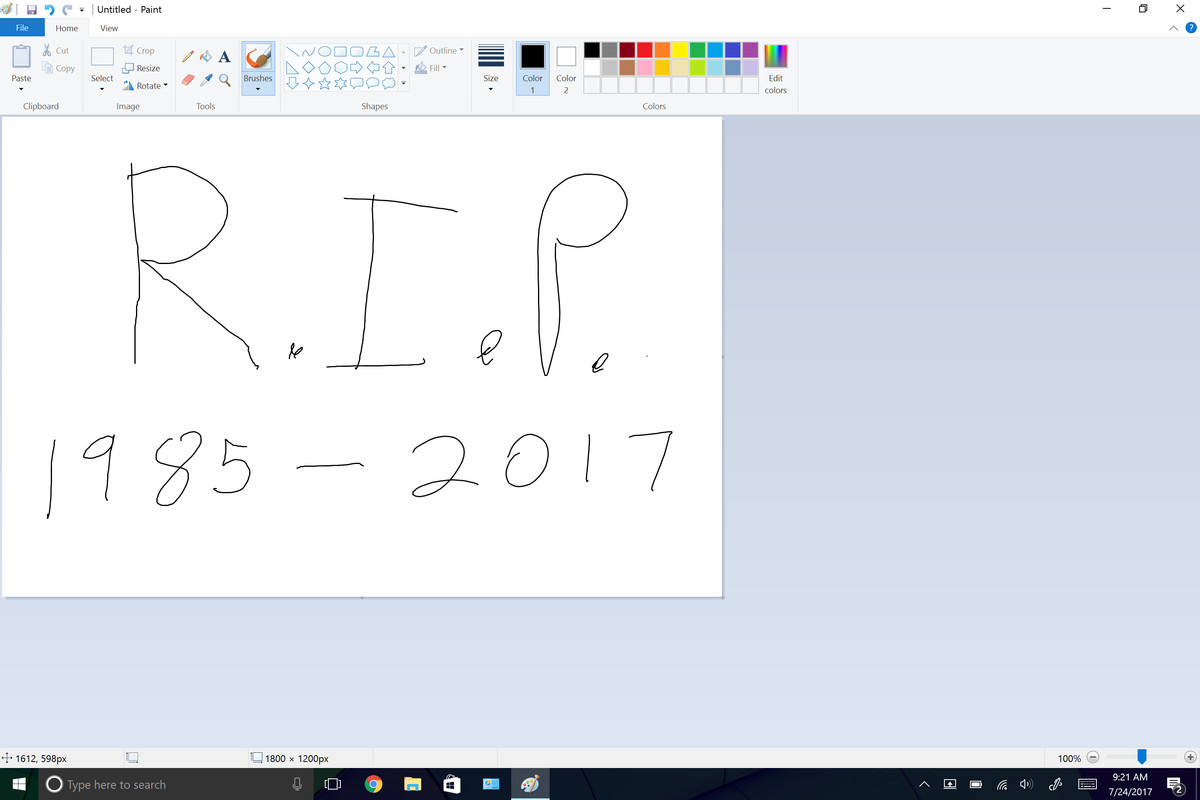 Untitled - Paint
File Home View
Cut
Copy
Paste
Clipboard
Crop
Resize
Rotate
Select
Image
A
Tools
Brushes
Outline
Fill
Shapes
Size
Color 1
Color 2
Edit colors
Colors
R.I.P.
1985 - 2017
1612, 598px
1800 × 1200px
100%
Type here to search
9:21 AM
7/24/2017
2